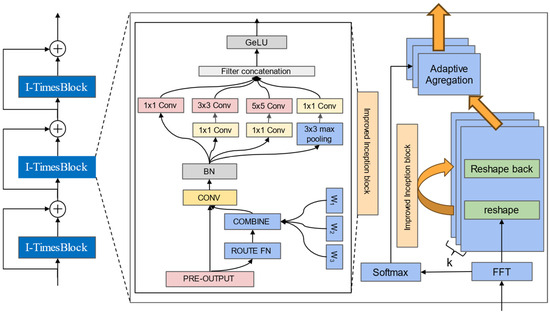 I-TimesBlock
I-TimesBlock
I-TimesBlock
GeLU
Filter concatenation
1x1 Conv
3x3 Conv
5x5 Conv
1x1 Conv
1x1 Conv
1x1 Conv
3x3 max
pooling
BN
CONV
COMBINE
ROUTE FN
PRE-OUTPUT
W₁
W₂
W₃
Improved Inception block
Adaptive
Agregation
Improved Inception block
Reshape back
reshape
k
Softmax
FFT